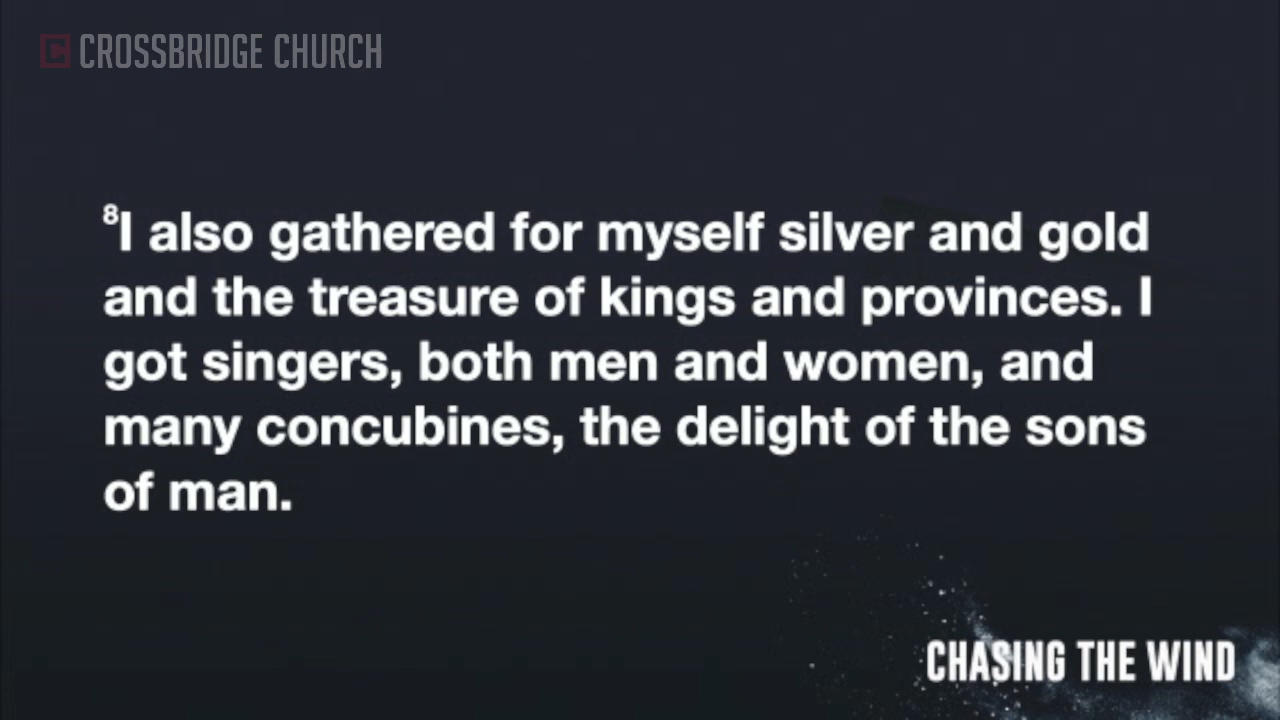 CROSSBRIDGE CHURCH
8I also gathered for myself silver and gold
and the treasure of kings and provinces. I
got singers, both men and women, and
many concubines, the delight of the sons
of man.
CHASING THE WIND